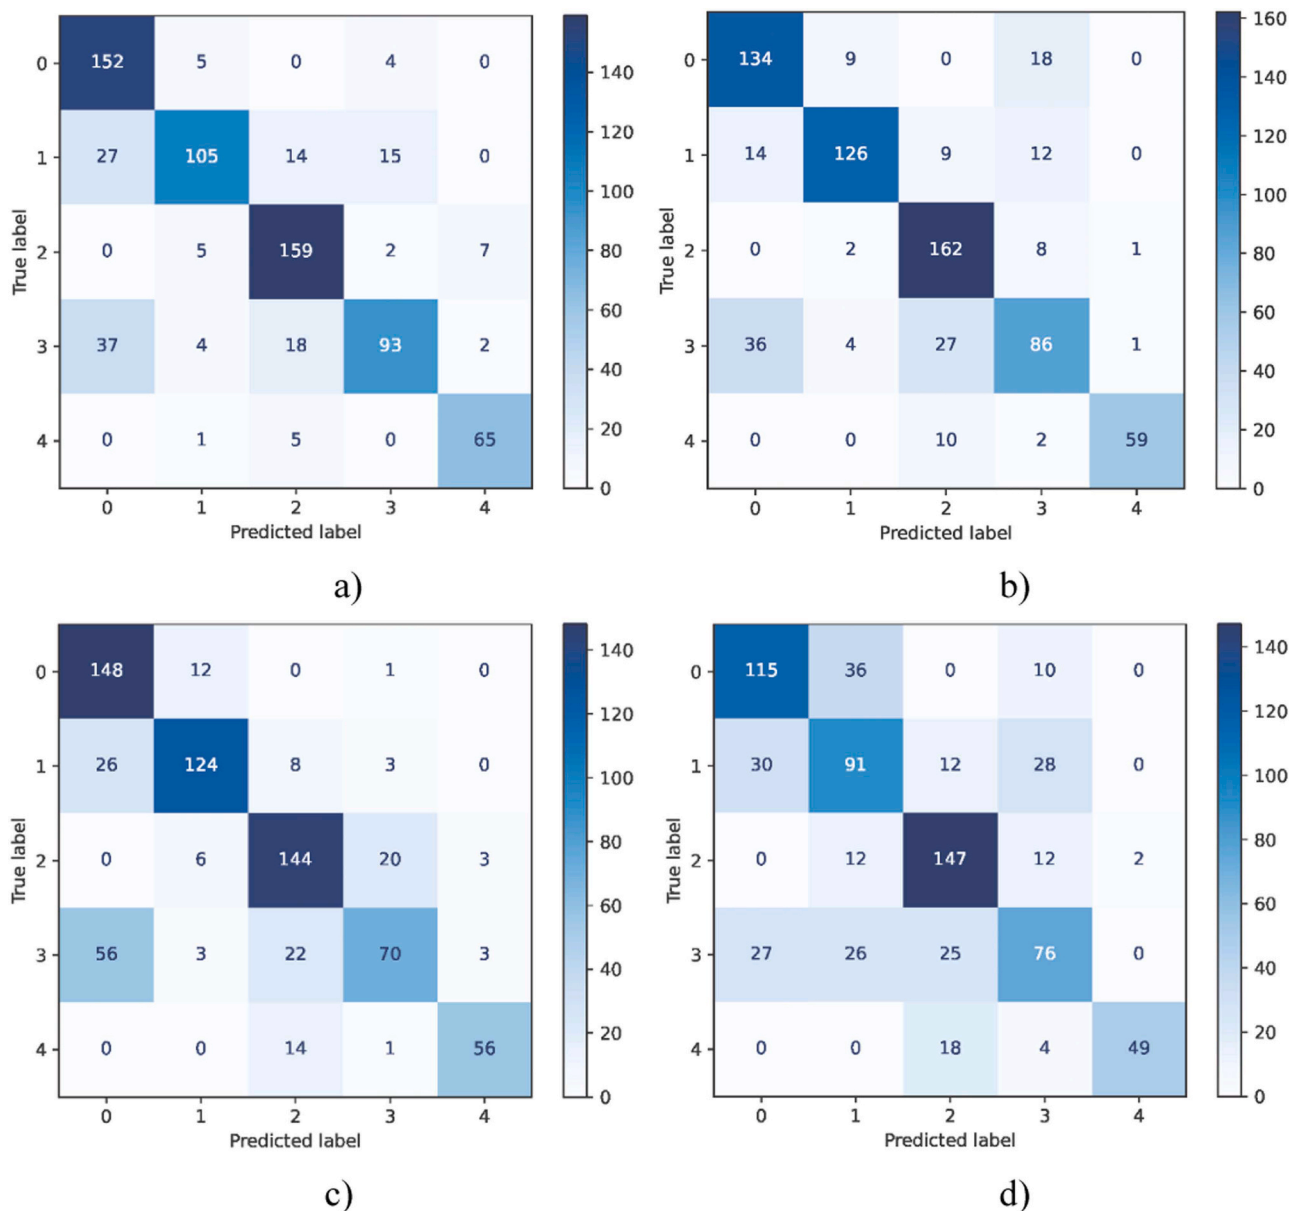 0 152 5 0 4 0 140
1 27 105 14 15 0 120
100
2 0 5 159 2 7 80
60
3 37 4 18 93 2 40
20
4 0 1 5 0 65 0
0 1 2 3 4
True label
Predicted label
a)
0 134 9 0 18 0 160
140
1 14 126 9 12 0 120
100
2 0 2 162 8 1 80
60
3 36 4 27 86 1 40
20
4 0 0 10 2 59 0
0 1 2 3 4
True label
Predicted label
b)
0 148 12 0 1 0 140
120
1 26 124 8 3 0 100
80
2 0 6 144 20 3 60
3 56 3 22 70 3 40
20
4 0 0 14 1 56 0
0 1 2 3 4
True label
Predicted label
c)
0 115 36 0 10 0 140
120
1 30 91 12 28 0 100
80
2 0 12 147 12 2 60
3 27 26 25 76 0 40
20
4 0 0 18 4 49 0
0 1 2 3 4
True label
Predicted label
d)